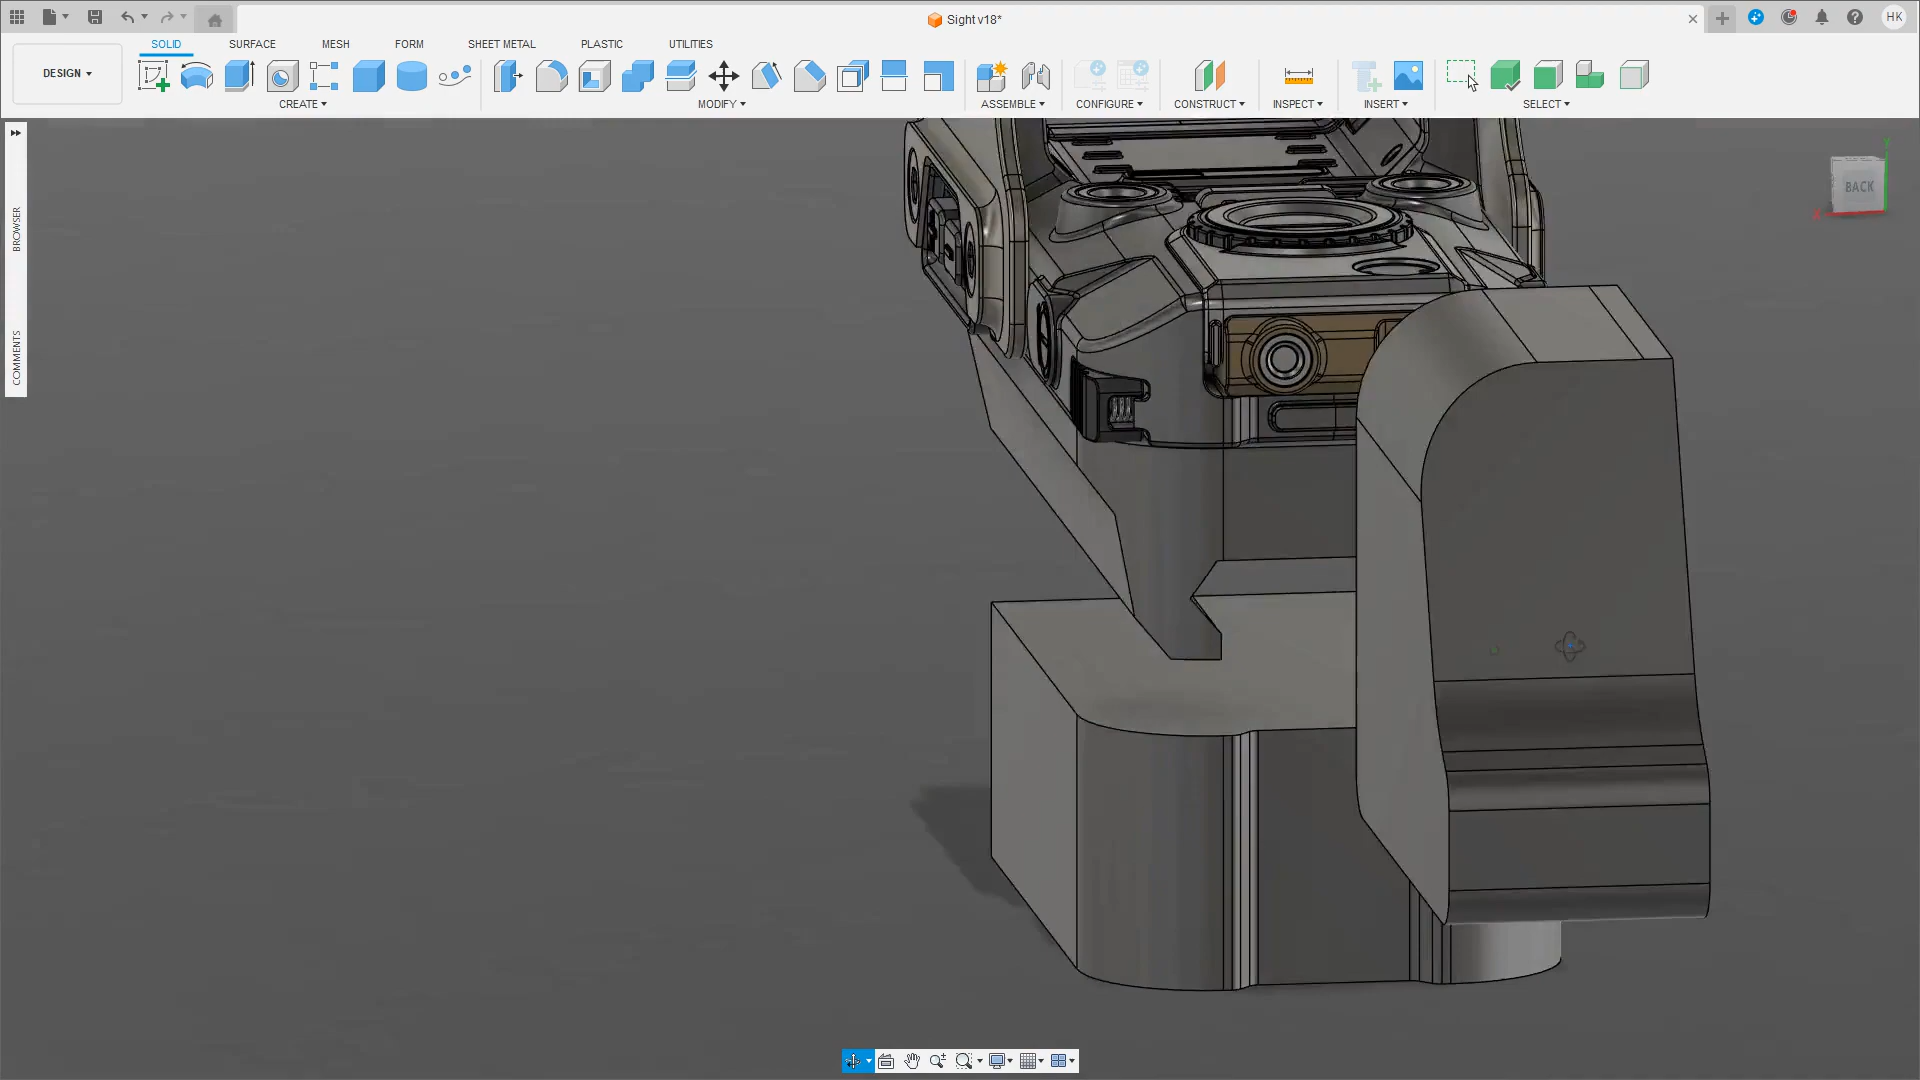 Sight v18*
HK
SOLID SURFACE MESH FORM SHEET METAL PLASTIC UTILITIES
DESIGN
CREATE MODIFY ASSEMBLE CONFIGURE CONSTRUCT INSPECT INSERT SELECT
BROWSER
COMMENTS
BACK